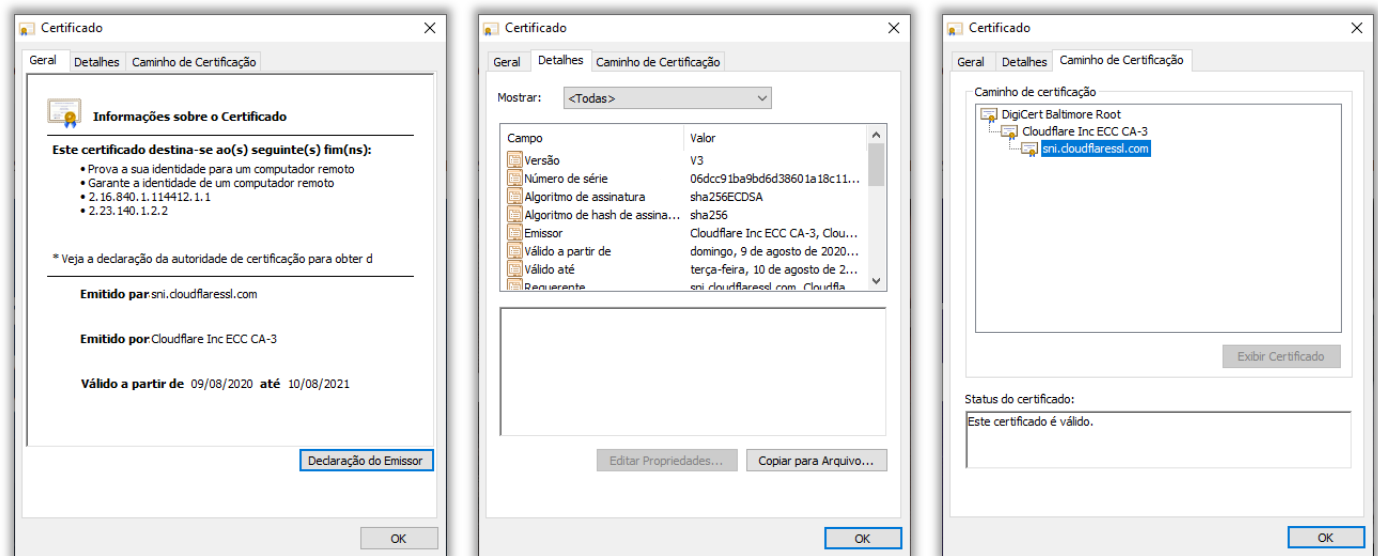 Certificado
Geral Detalhes Caminho de Certificação
Informações sobre o Certificado
Este certificado destina-se ao(s) seguinte(s) fim(ns):
• Prova a sua identidade para um computador remoto
• Garante a identidade de um computador remoto
• 2.16.840.1.114412.1.1
• 2.23.140.1.2.2
* Veja a declaração da autoridade de certificação para obter d
Emitido par sni.cloudflaressl.com
Emitido por Cloudflare Inc ECC CA-3
Válido a partir de 09/08/2020 até 10/08/2021
Declaração do Emissor
OK
Certificado
Geral Detalhes Caminho de Certificação
Mostrar: <Todas>
Campo Valor
Versão V3
Número de série 06dcc91ba9bd6d38601a18c11...
Algoritmo de assinatura sha256ECDSA
Algoritmo de hash de assina... sha256
Emissor Cloudflare Inc ECC CA-3, Clou...
Válido a partir de domingo, 9 de agosto de 2020...
Válido até terça-feira, 10 de agosto de 2...
Requerente sni.cloudflaressl.com, Cloudfla...
Editar Propriedades... Copiar para Arquivo...
OK
Certificado
Geral Detalhes Caminho de Certificação
Caminho de certificação
DigiCert Baltimore Root
Cloudflare Inc ECC CA-3
sni.cloudflaressl.com
Exibir Certificado
Status do certificado:
Este certificado é válido.
OK